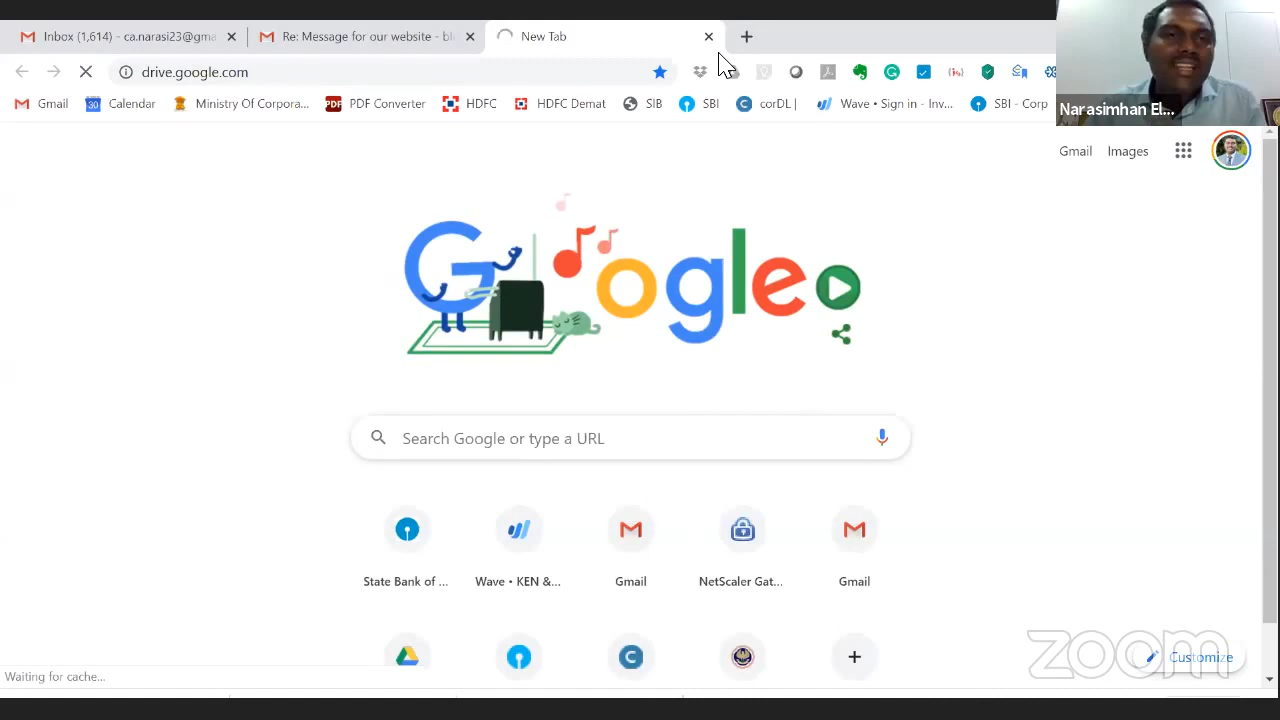 Inbox (1,614) - ca.narasi23@gma
Re: Message for our website - bl
New Tab
drive.google.com
Gmail
Calendar
Ministry Of Corpora...
PDF
PDF Converter
HDFC
HDFC Demat
SIB
SBI
corDL |
Wave • Sign in - Inv...
SBI - Corp
Narasimhan El...
Gmail
Images
Google
Search Google or type a URL
State Bank of ...
Wave • KEN &...
Gmail
NetScaler Gat...
Gmail
zoom
Customize
Waiting for cache...